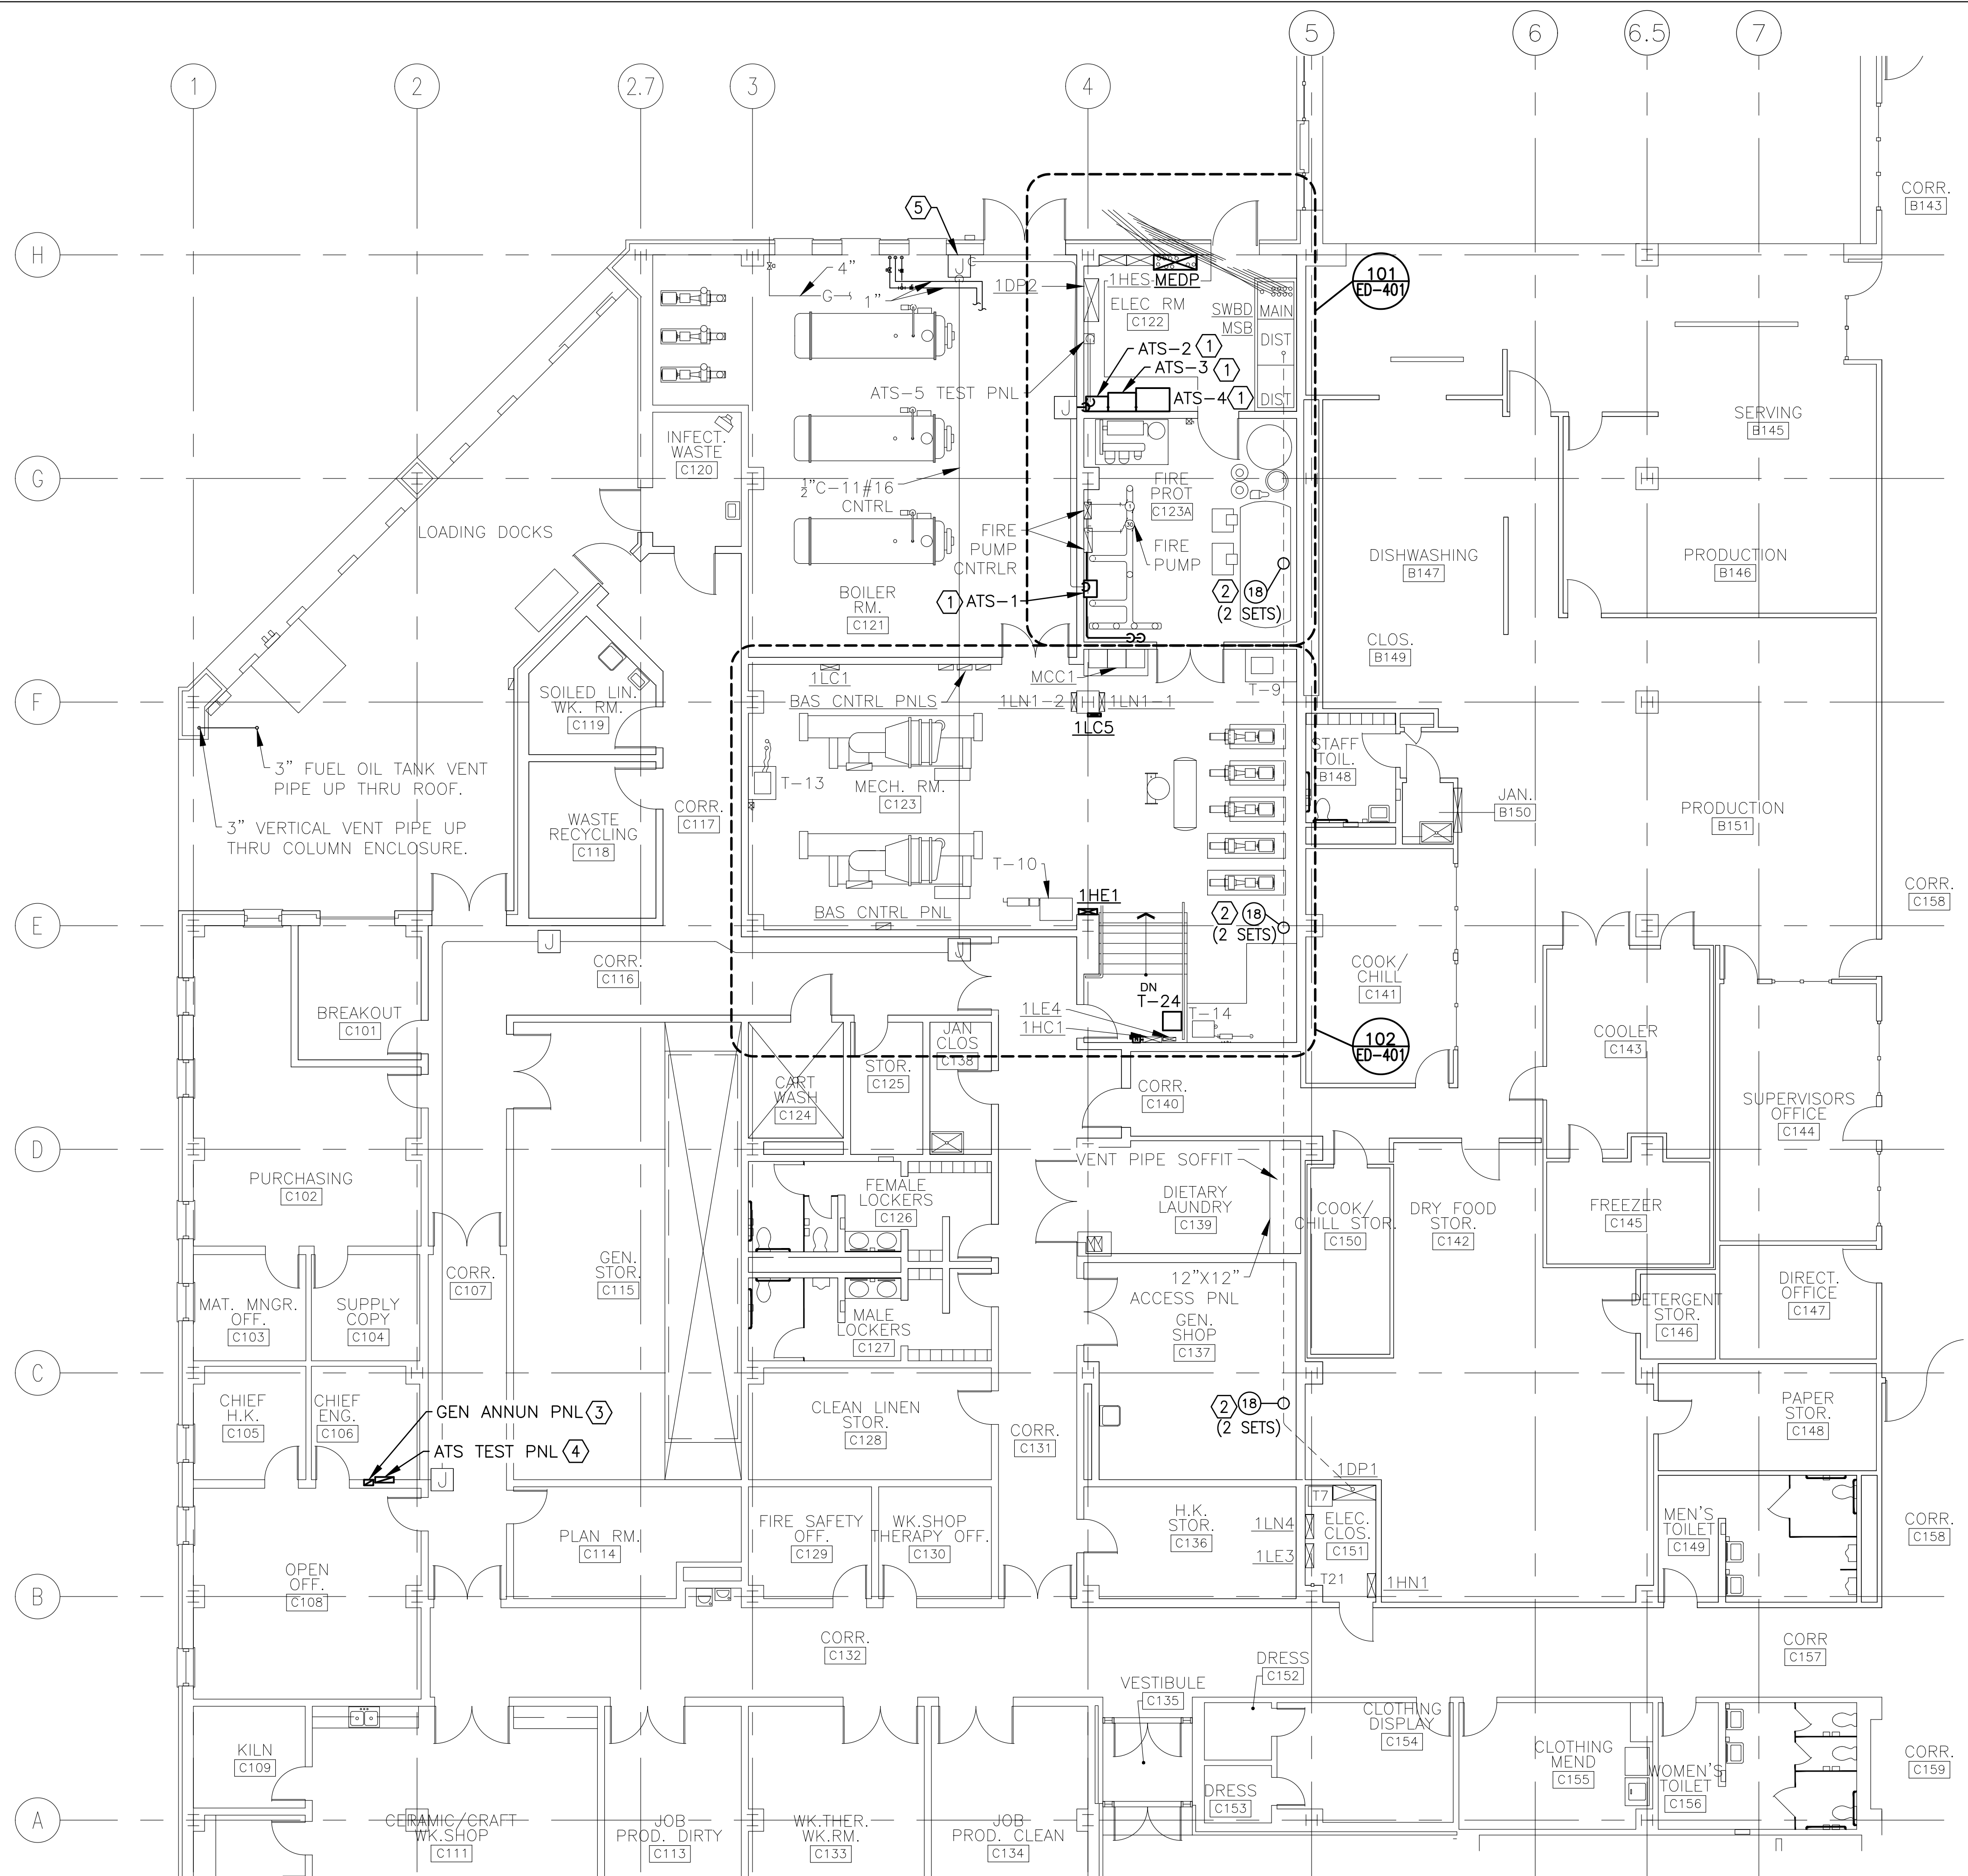 5
6
6.5
7
1
2
2.7
3
4
CORR.
B143
5
H
J
4"
G
1"
1DP2
1HES
MEDP
101
ED-401
ELEC RM
C122
SWBD
MSB
MAIN
DIST
DIST
ATS-2 1
ATS-3 1
ATS-4 1
ATS-5 TEST PNL
J
SERVING
B145
INFECT.
WASTE
C120
G
½"C-11#16
CNTRL
FIRE
PROT
C123A
1
30
LOADING DOCKS
FIRE
PUMP
CNTRLR
FIRE
PUMP
DISHWASHING
B147
PRODUCTION
B146
BOILER
RM.
C121
1 ATS-1
2 18
(2 SETS)
CLOS.
B149
1LC1
MCC1
T-9
SOILED LIN.
WK. RM.
C119
F
BAS CNTRL PNLS
1LN1-2
1LN1-1
1LC5
3" FUEL OIL TANK VENT
PIPE UP THRU ROOF.
T-13
MECH. RM.
C123
STAFF
TOIL.
B148
JAN.
B150
PRODUCTION
B151
3" VERTICAL VENT PIPE UP
THRU COLUMN ENCLOSURE.
WASTE
RECYCLING
C118
CORR.
C117
T-10
CORR.
C158
1HE1
BAS CNTRL PNL
2 18
(2 SETS)
E
J
J
CORR.
C116
COOK/
CHILL
C141
DN
T-24
BREAKOUT
C101
1LE4
1HC1
T-14
JAN
CLOS
C138
COOLER
C143
102
ED-401
STOR.
C125
CART
WASH
C124
CORR.
C140
SUPERVISORS
OFFICE
C144
D
VENT PIPE SOFFIT
PURCHASING
C102
FEMALE
LOCKERS
C126
DIETARY
LAUNDRY
C139
COOK/
CHILL STOR.
C150
DRY FOOD
STOR.
C142
FREEZER
C145
GEN.
STOR.
C115
CORR.
C107
12"X12"
ACCESS PNL
MAT. MNGR.
OFF.
C103
SUPPLY
COPY
C104
MALE
LOCKERS
C127
GEN.
SHOP
C137
DETERGENT
STOR.
C146
DIRECT.
OFFICE
C147
C
CHIEF
H.K.
C105
CHIEF
ENG.
C106
GEN ANNUN PNL 3
ATS TEST PNL 4
J
CLEAN LINEN
STOR.
C128
CORR.
C131
2 18
(2 SETS)
PAPER
STOR.
C148
1DP1
T7
PLAN RM.
C114
FIRE SAFETY
OFF.
C129
WK.SHOP
THERAPY OFF.
C130
H.K.
STOR.
C136
1LN4
1LE3
ELEC.
CLOS.
C151
T21
1HN1
MEN'S
TOILET
C149
CORR.
C158
OPEN
OFF.
C108
B
CORR.
C132
CORR
C157
DRESS
C152
VESTIBULE
C135
CLOTHING
DISPLAY
C154
KILN
C109
CLOTHING
MEND
C155
WOMEN'S
TOILET
C156
CORR.
C159
DRESS
C153
A
CERAMIC/CRAFT
WK.SHOP
C111
JOB
PROD. DIRTY
C113
WK.THER.
WK.RM.
C133
JOB
PROD. CLEAN
C134